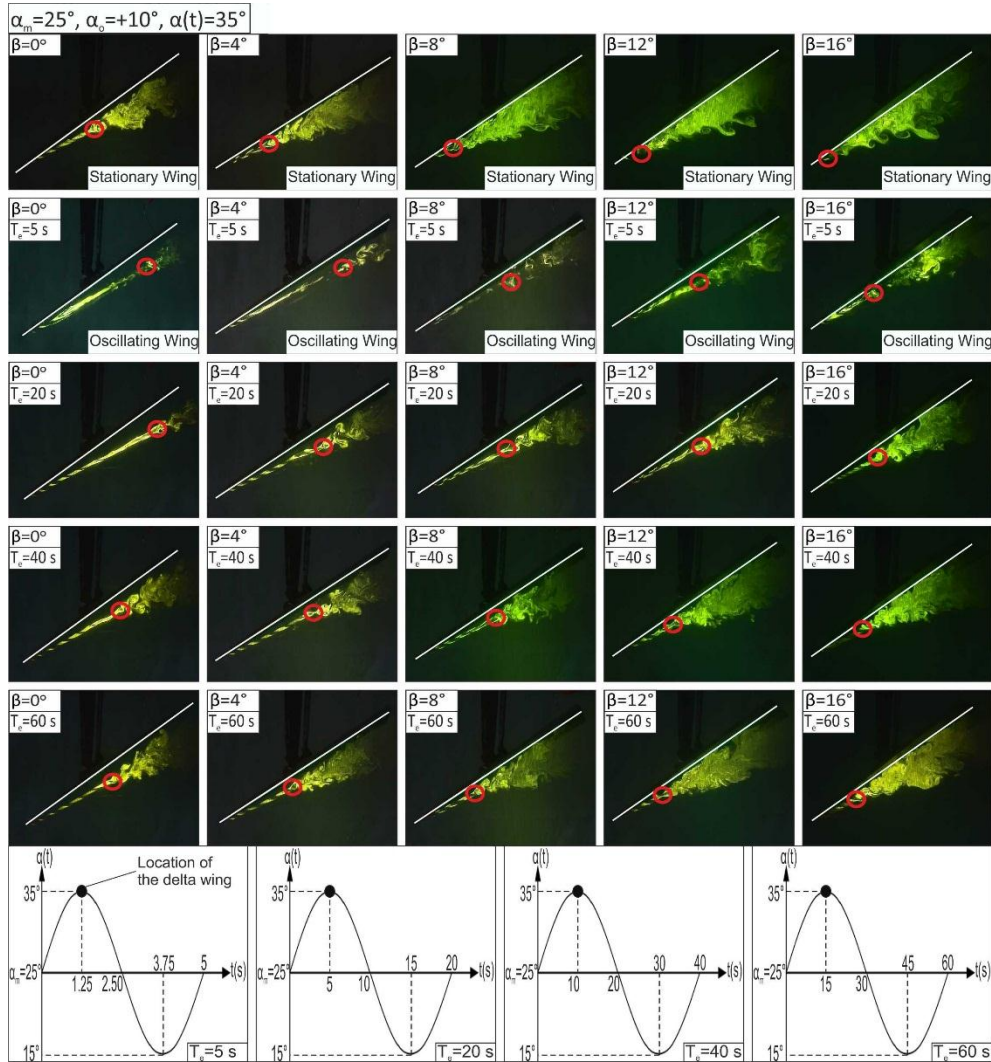 αₘ=25°, αₒ=+10°, α(t)=35°
β=0° β=4° β=8° β=12° β=16°
Stationary Wing Stationary Wing Stationary Wing Stationary Wing Stationary Wing
β=0° β=4° β=8° β=12° β=16°
Tₑ=5 s Tₑ=5 s Tₑ=5 s Tₑ=5 s Tₑ=5 s
Oscillating Wing Oscillating Wing Oscillating Wing Oscillating Wing Oscillating Wing
β=0° β=4° β=8° β=12° β=16°
Tₑ=20 s Tₑ=20 s Tₑ=20 s Tₑ=20 s Tₑ=20 s
β=0° β=4° β=8° β=12° β=16°
Tₑ=40 s Tₑ=40 s Tₑ=40 s Tₑ=40 s Tₑ=40 s
β=0° β=4° β=8° β=12° β=16°
Tₑ=60 s Tₑ=60 s Tₑ=60 s Tₑ=60 s Tₑ=60 s
α(t)
Location of
the delta wing
35°
αₘ=25°
3.75 5 t(s)
1.25 2.50
15°
Tₑ=5 s
α(t)
35°
αₘ=25°
15 20 t(s)
5 10
15°
Tₑ=20 s
α(t)
35°
αₘ=25°
30 40 t(s)
10 20
15°
Tₑ=40 s
α(t)
35°
αₘ=25°
45 60 t(s)
15 30
15°
Tₑ=60 s